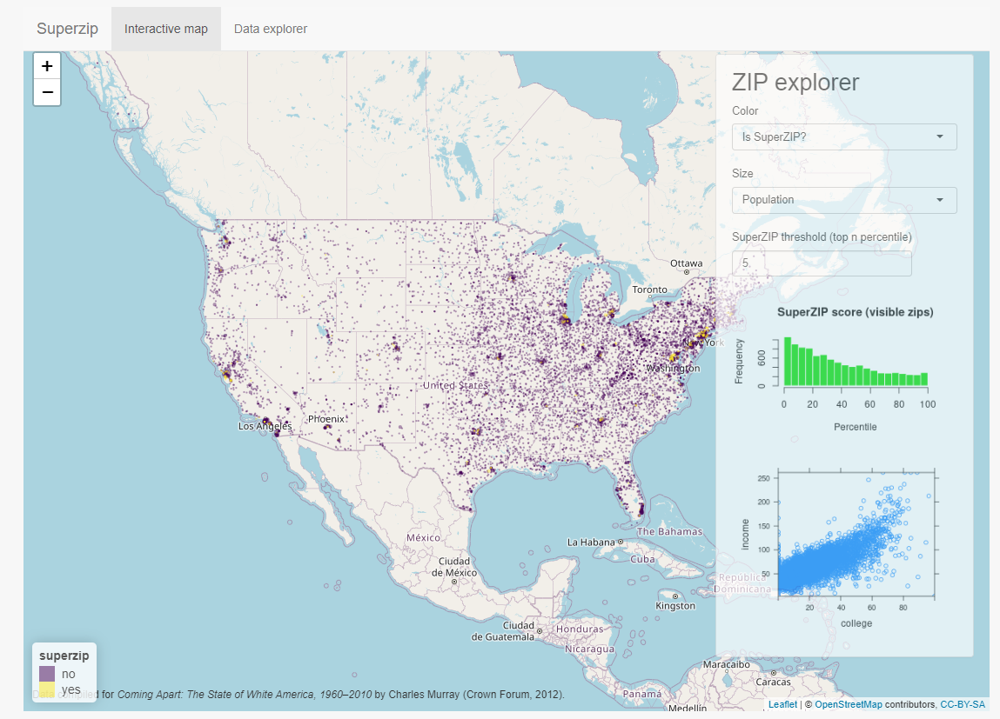 Superzip
Interactive map
Data explorer
+
−
ZIP explorer
Color
Is SuperZIP?
Size
Population
SuperZIP threshold (top n percentile)
5
SuperZIP score (visible zips)
Frequency
600
0
0 20 40 60 80 100
Percentile
250
200
150
100
50
income
20 40 60 80
college
Ottawa
Toronto
New York
Washington
United States
Los Angeles
Phoenix
México
Ciudad
de México
La Habana
The Bahamas
Cuba
República
Dominicana
Kingston
Ciudad
de Guatemala
Honduras
Nicaragua
Maracaibo
Caracas
Panamá
Medellín
superzip
no
yes
Data compiled for Coming Apart: The State of White America, 1960–2010 by Charles Murray (Crown Forum, 2012).
Leaflet | © OpenStreetMap contributors, CC-BY-SA